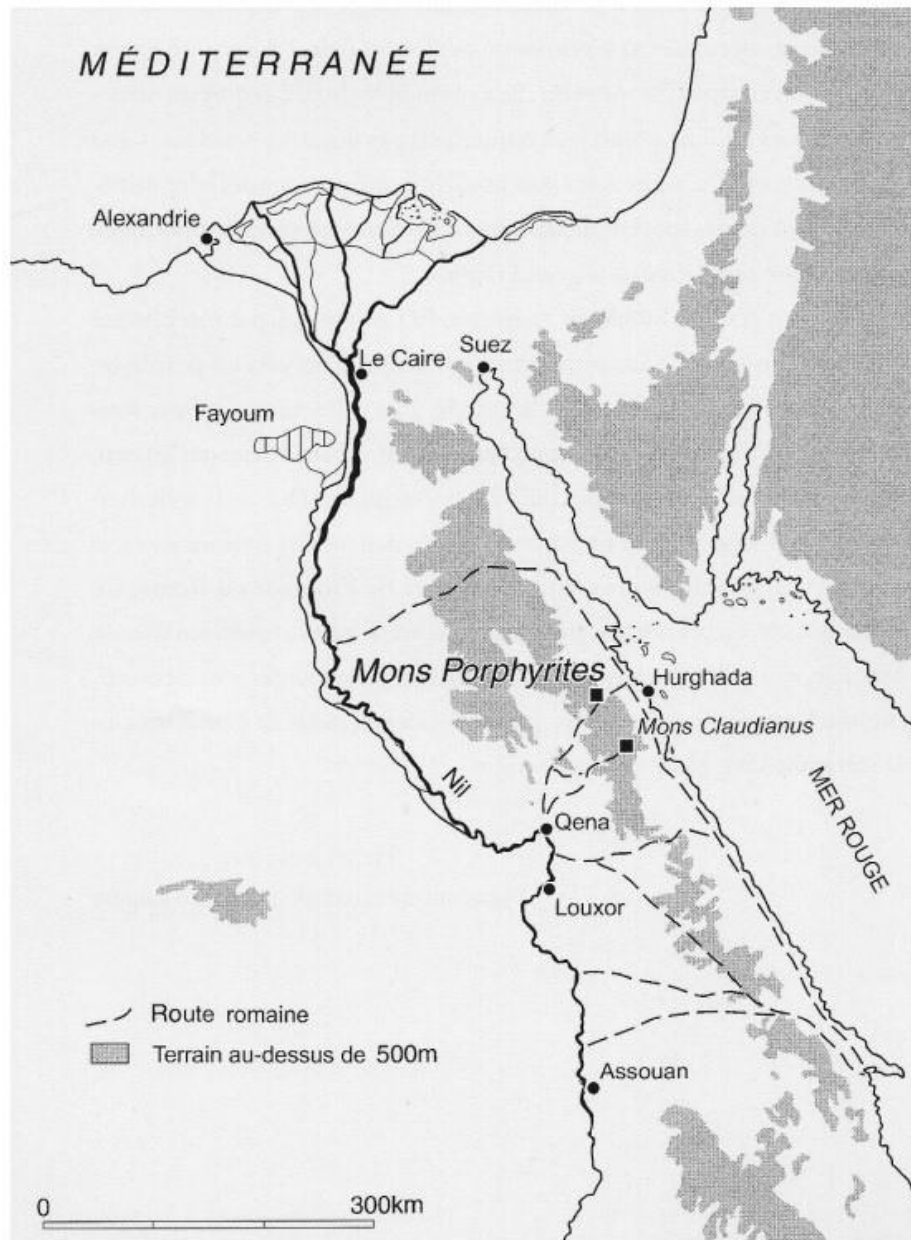 MÉDITERRANÉE
Alexandrie
Le Caire
Suez
Fayoum
Mons Porphyrites
Hurghada
Mons Claudianus
Nil
MER ROUGE
Qena
Louxor
Route romaine
Terrain au-dessus de 500m
Assouan
0
300km